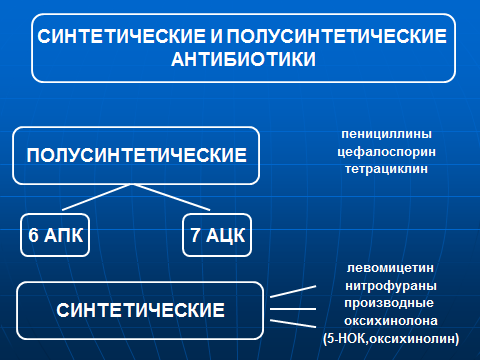 СИНТЕТИЧЕСКИЕ И ПОЛУСИНТЕТИЧЕСКИЕ
АНТИБИОТИКИ
ПОЛУСИНТЕТИЧЕСКИЕ
пенициллины
цефалоспорин
тетрациклин
6 АПК
7 АЦК
СИНТЕТИЧЕСКИЕ
левомицетин
нитрофураны
производные
оксихинолона
(5-НОК,оксихинолин)